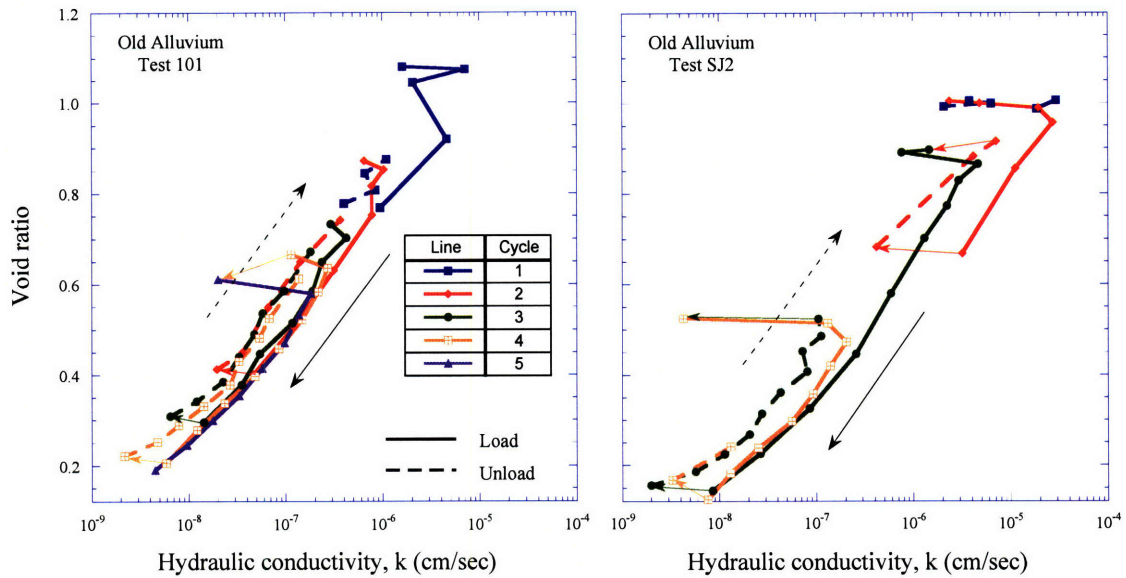 Old Alluvium
Test 101
Old Alluvium
Test SJ2
Void ratio
1.2
1.0
0.8
0.6
0.4
0.2
Line Cycle
1
2
3
4
5
Load
Unload
10-9 10-8 10-7 10-6 10-5 10-4
10-9 10-8 10-7 10-6 10-5 10-4
Hydraulic conductivity, k (cm/sec)
Hydraulic conductivity, k (cm/sec)